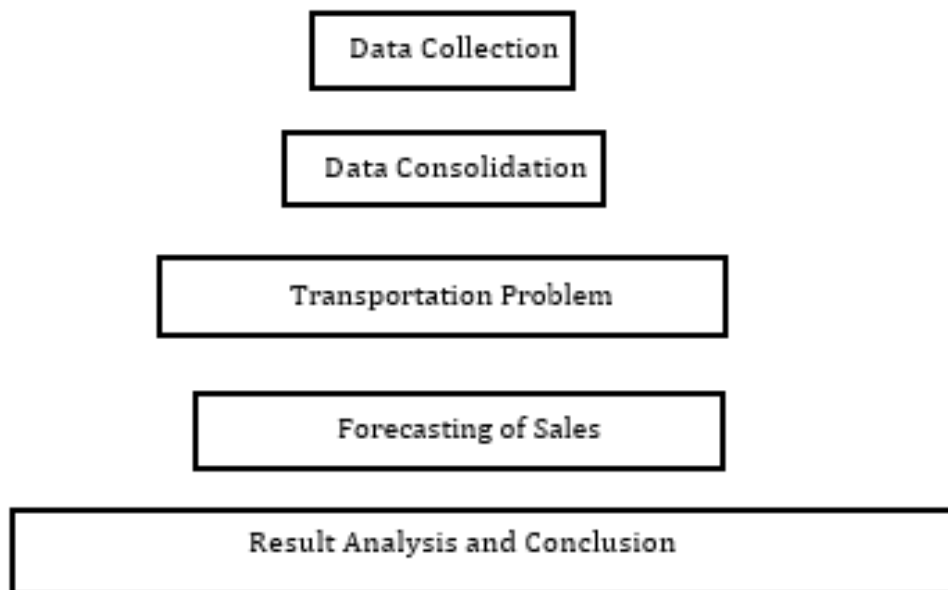 Data Collection
Data Consolidation
Transportation Problem
Forecasting of Sales
Result Analysis and Conclusion